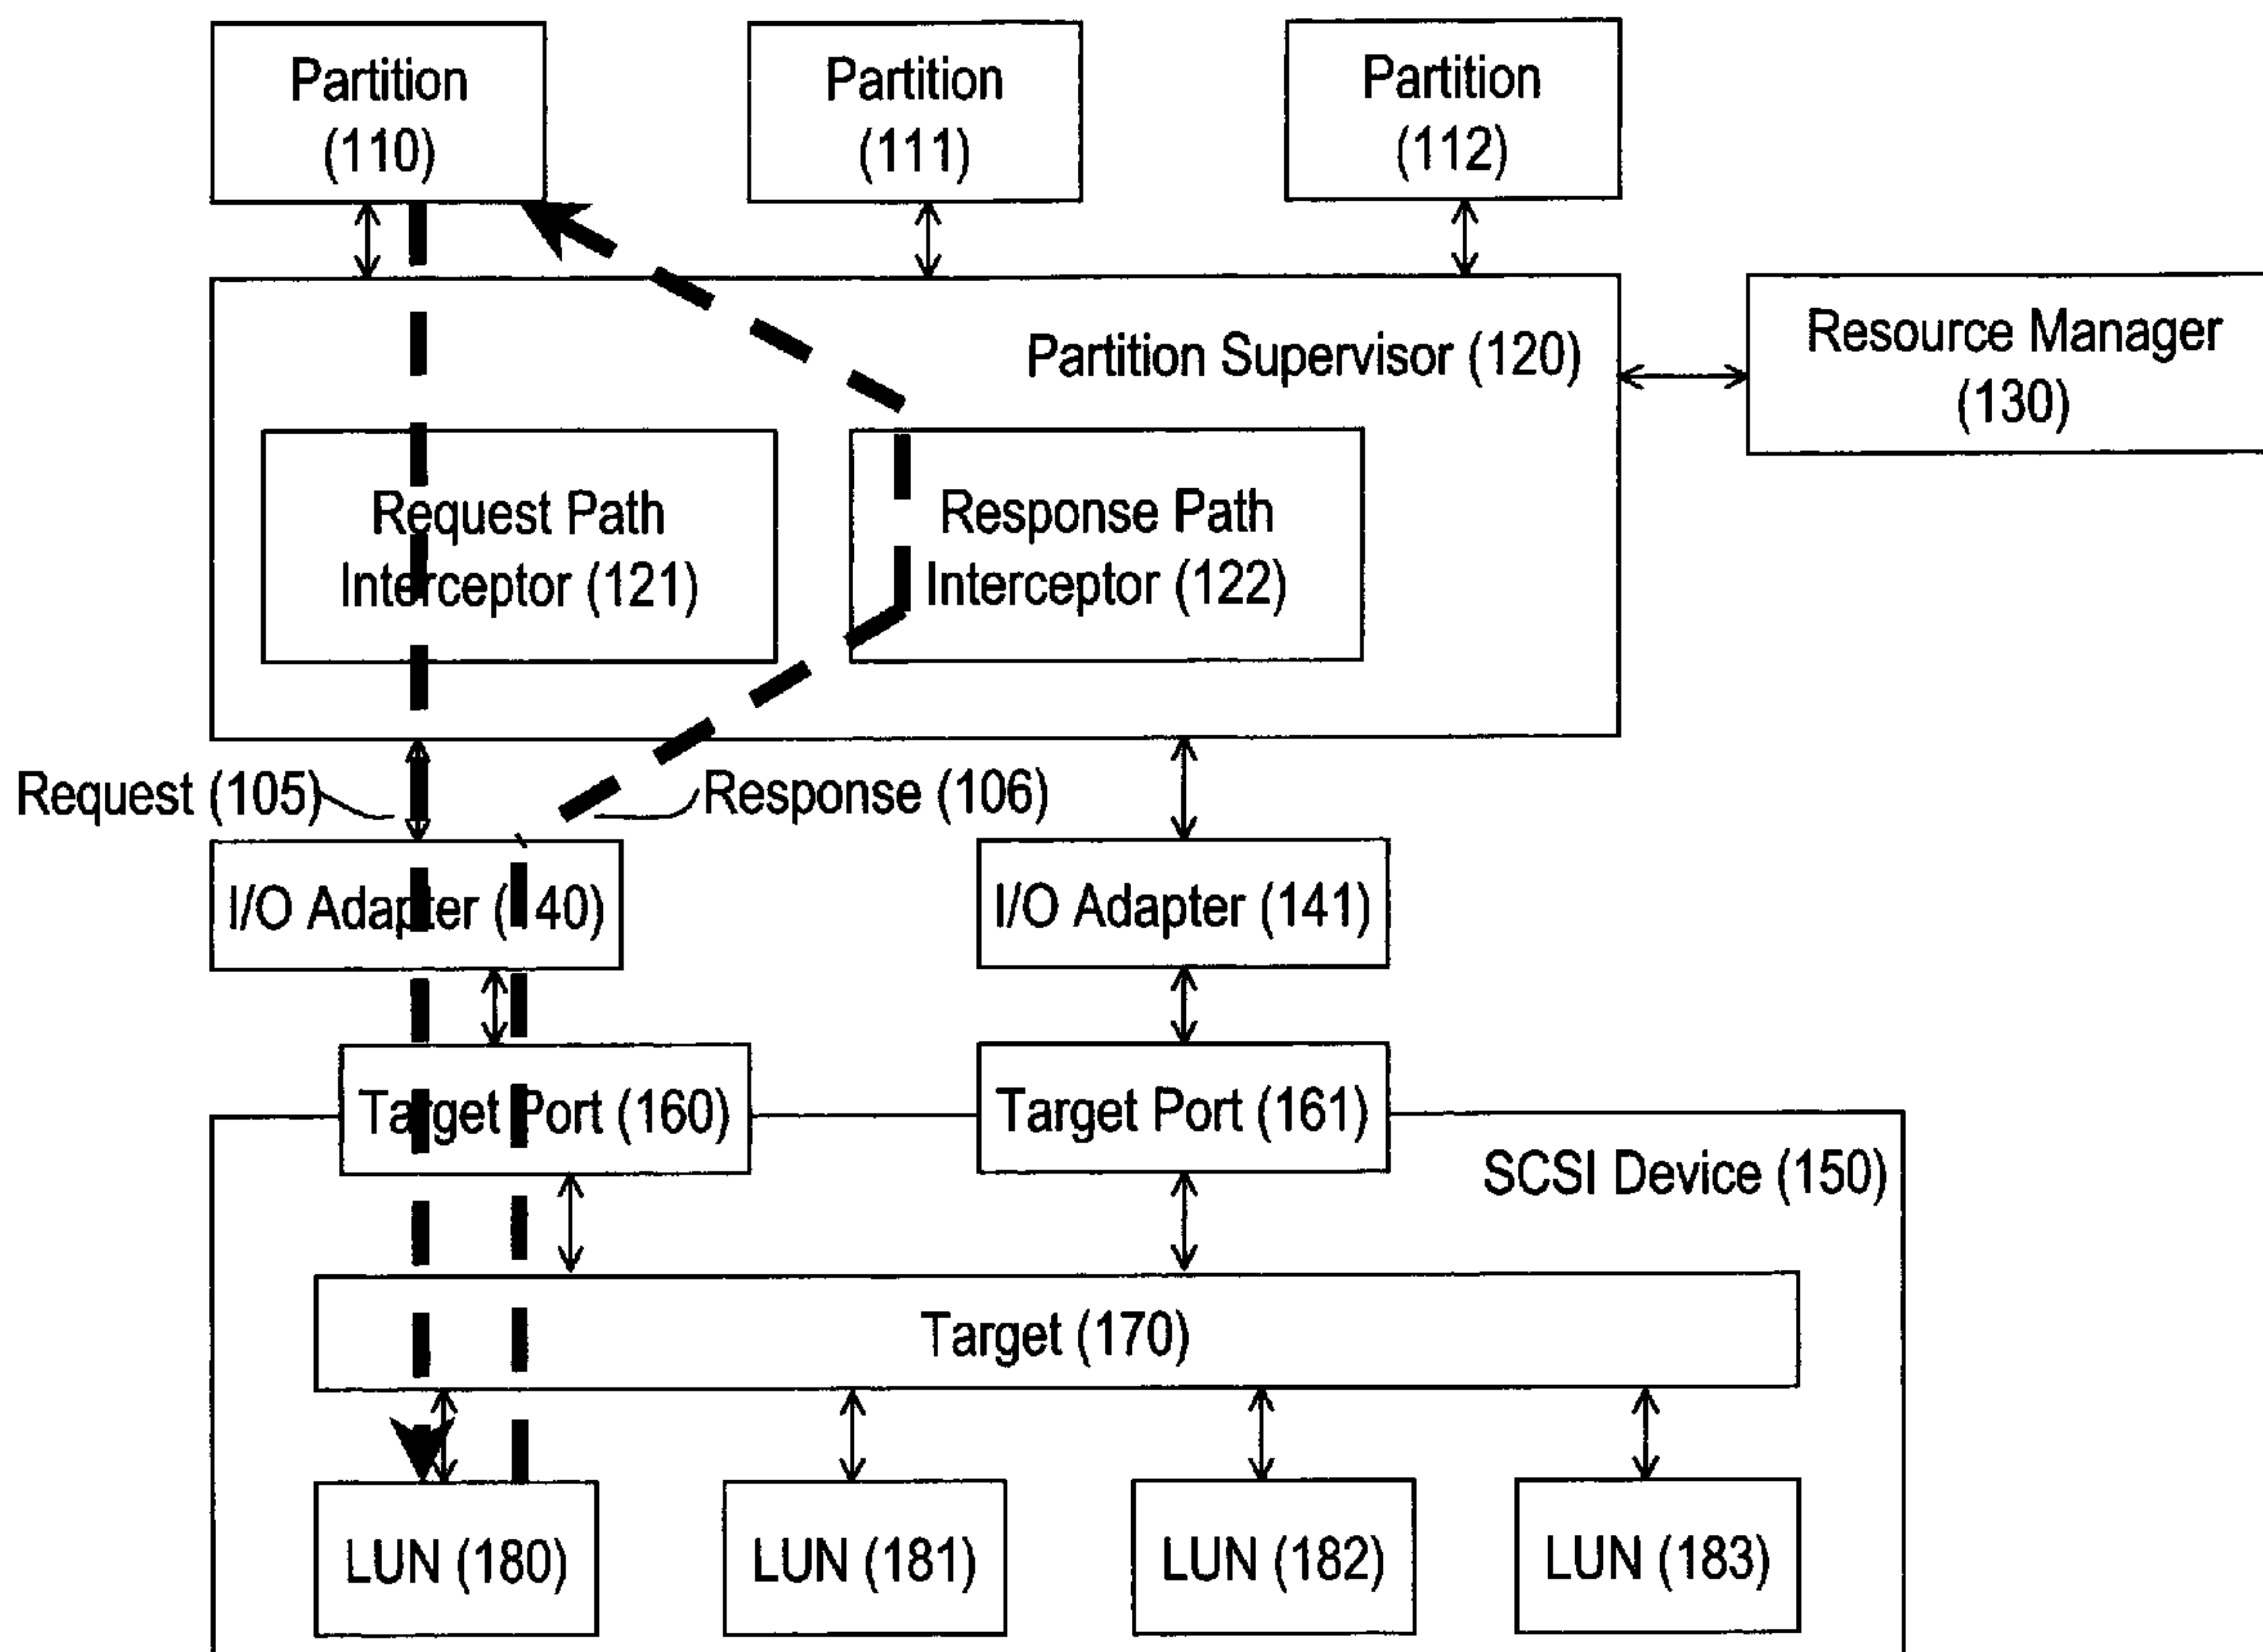 Partition
(110)
Partition
(111)
Partition
(112)
Partition Supervisor (120)
Resource Manager
(130)
Request Path
Interceptor (121)
Response Path
Interceptor (122)
Request (105)
Response (106)
I/O Adapter (140)
I/O Adapter (141)
Target Port (160)
Target Port (161)
SCSI Device (150)
Target (170)
LUN (180)
LUN (181)
LUN (182)
LUN (183)